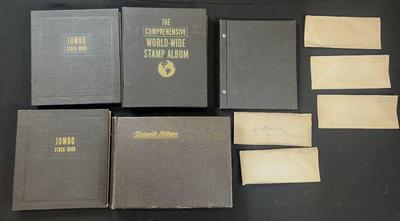 JUMBO
STOCK BOOK
THE
COMPREHENSIVE
WORLD-WIDE
STAMP ALBUM
JUMBO
STOCK BOOK